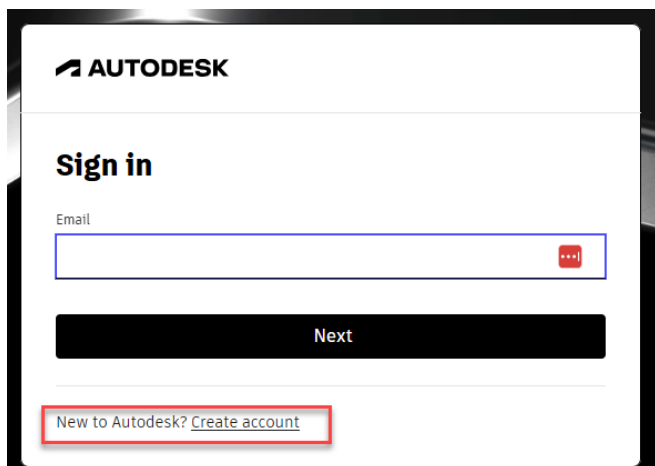 AUTODESK
Sign in
Email
Next
New to Autodesk? Create account